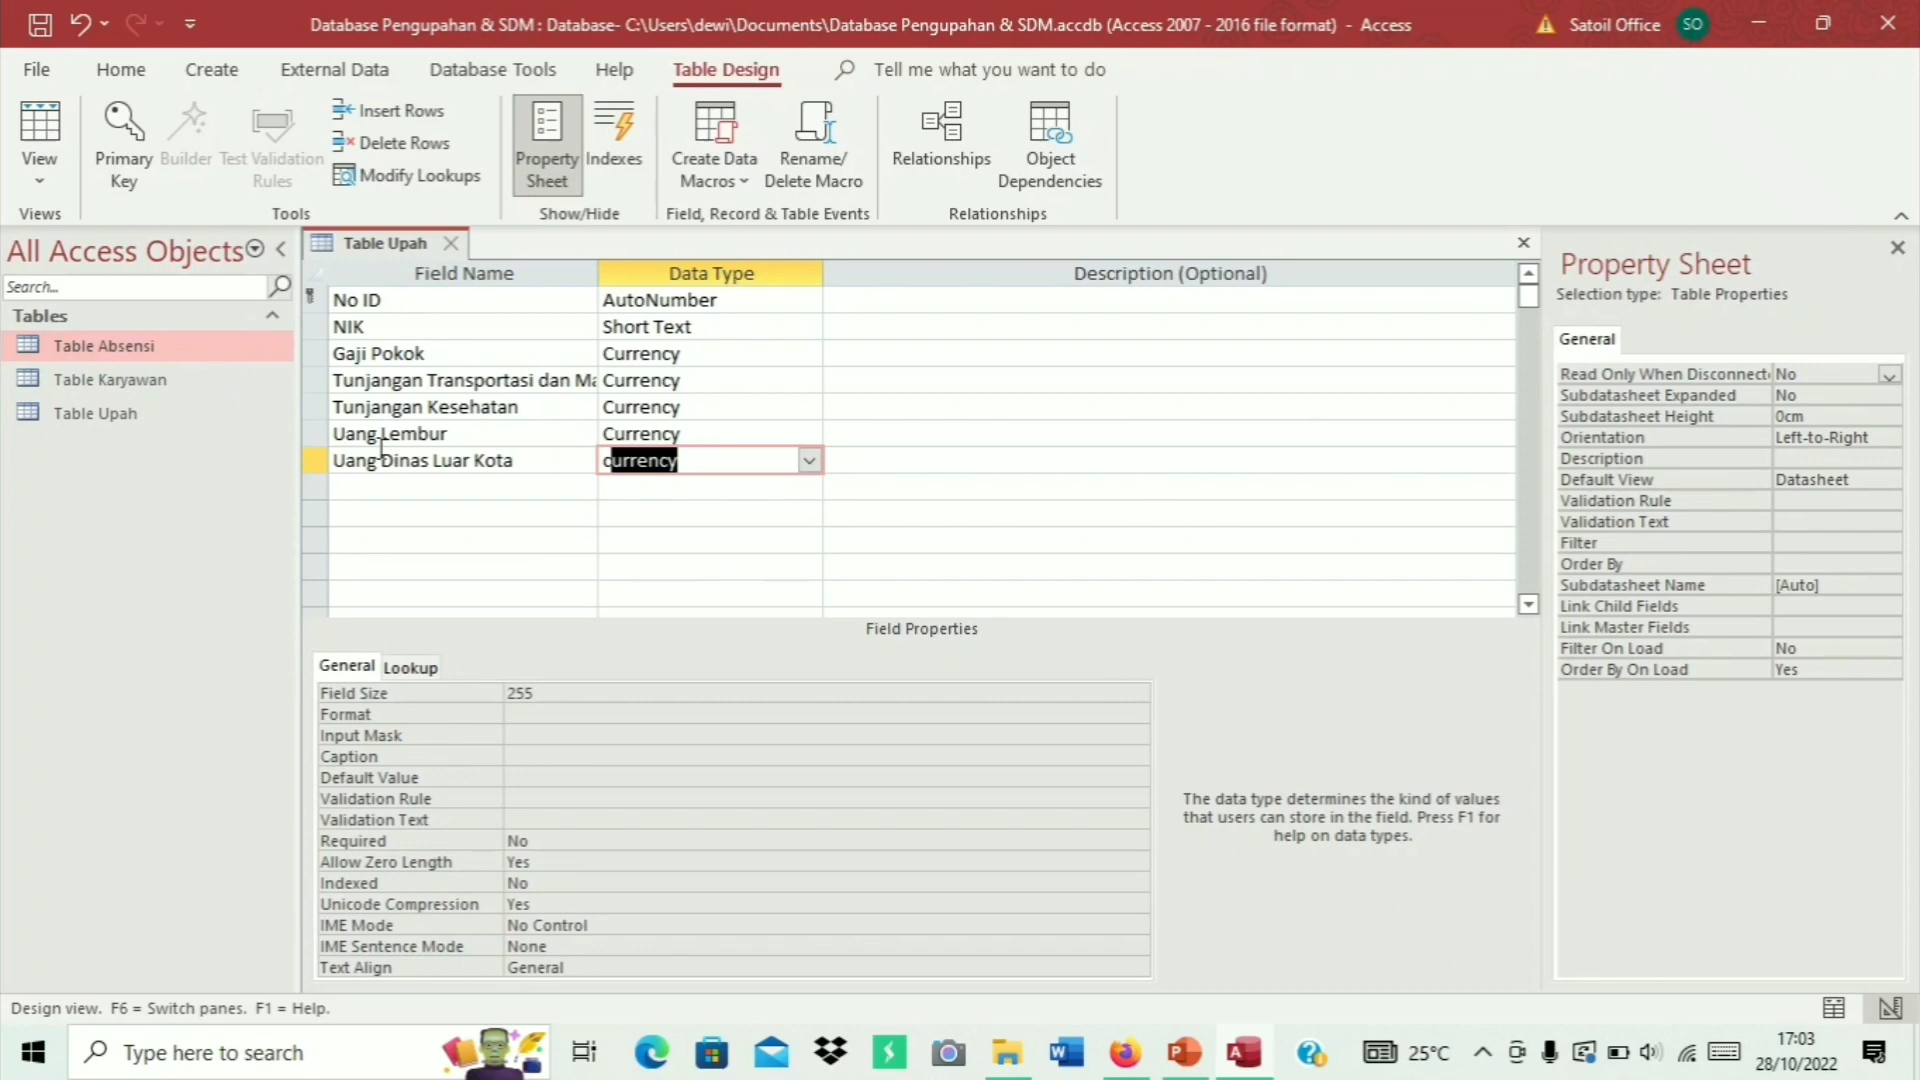 Database Pengupahan & SDM : Database- C:\Users\dewi\Documents\Database Pengupahan & SDM.accdb (Access 2007 - 2016 file format) - Access
Satoil Office
SO
File
Home
Create
External Data
Database Tools
Help
Table Design
Tell me what you want to do
View
Primary Key
Builder
Test Validation Rules
Insert Rows
Delete Rows
Modify Lookups
Property Sheet
Indexes
Create Data Macros
Rename/ Delete Macro
Relationships
Object Dependencies
Views
Tools
Show/Hide
Field, Record & Table Events
Relationships
All Access Objects
Search...
Tables
Table Absensi
Table Karyawan
Table Upah
Table Upah
Field Name Data Type Description (Optional)
No ID AutoNumber
NIK Short Text
Gaji Pokok Currency
Tunjangan Transportasi dan Ma Currency
Tunjangan Kesehatan Currency
Uang Lembur Currency
Uang Dinas Luar Kota currency
Field Properties
General Lookup
Field Size 255
Format
Input Mask
Caption
Default Value
Validation Rule
Validation Text
Required No
Allow Zero Length Yes
Indexed No
Unicode Compression Yes
IME Mode No Control
IME Sentence Mode None
Text Align General
The data type determines the kind of values
that users can store in the field. Press F1 for
help on data types.
Property Sheet
Selection type: Table Properties
General
Read Only When Disconnect No
Subdatasheet Expanded No
Subdatasheet Height 0cm
Orientation Left-to-Right
Description
Default View Datasheet
Validation Rule
Validation Text
Filter
Order By
Subdatasheet Name [Auto]
Link Child Fields
Link Master Fields
Filter On Load No
Order By On Load Yes
Design view. F6 = Switch panes. F1 = Help.
Type here to search
25°C
17:03
28/10/2022